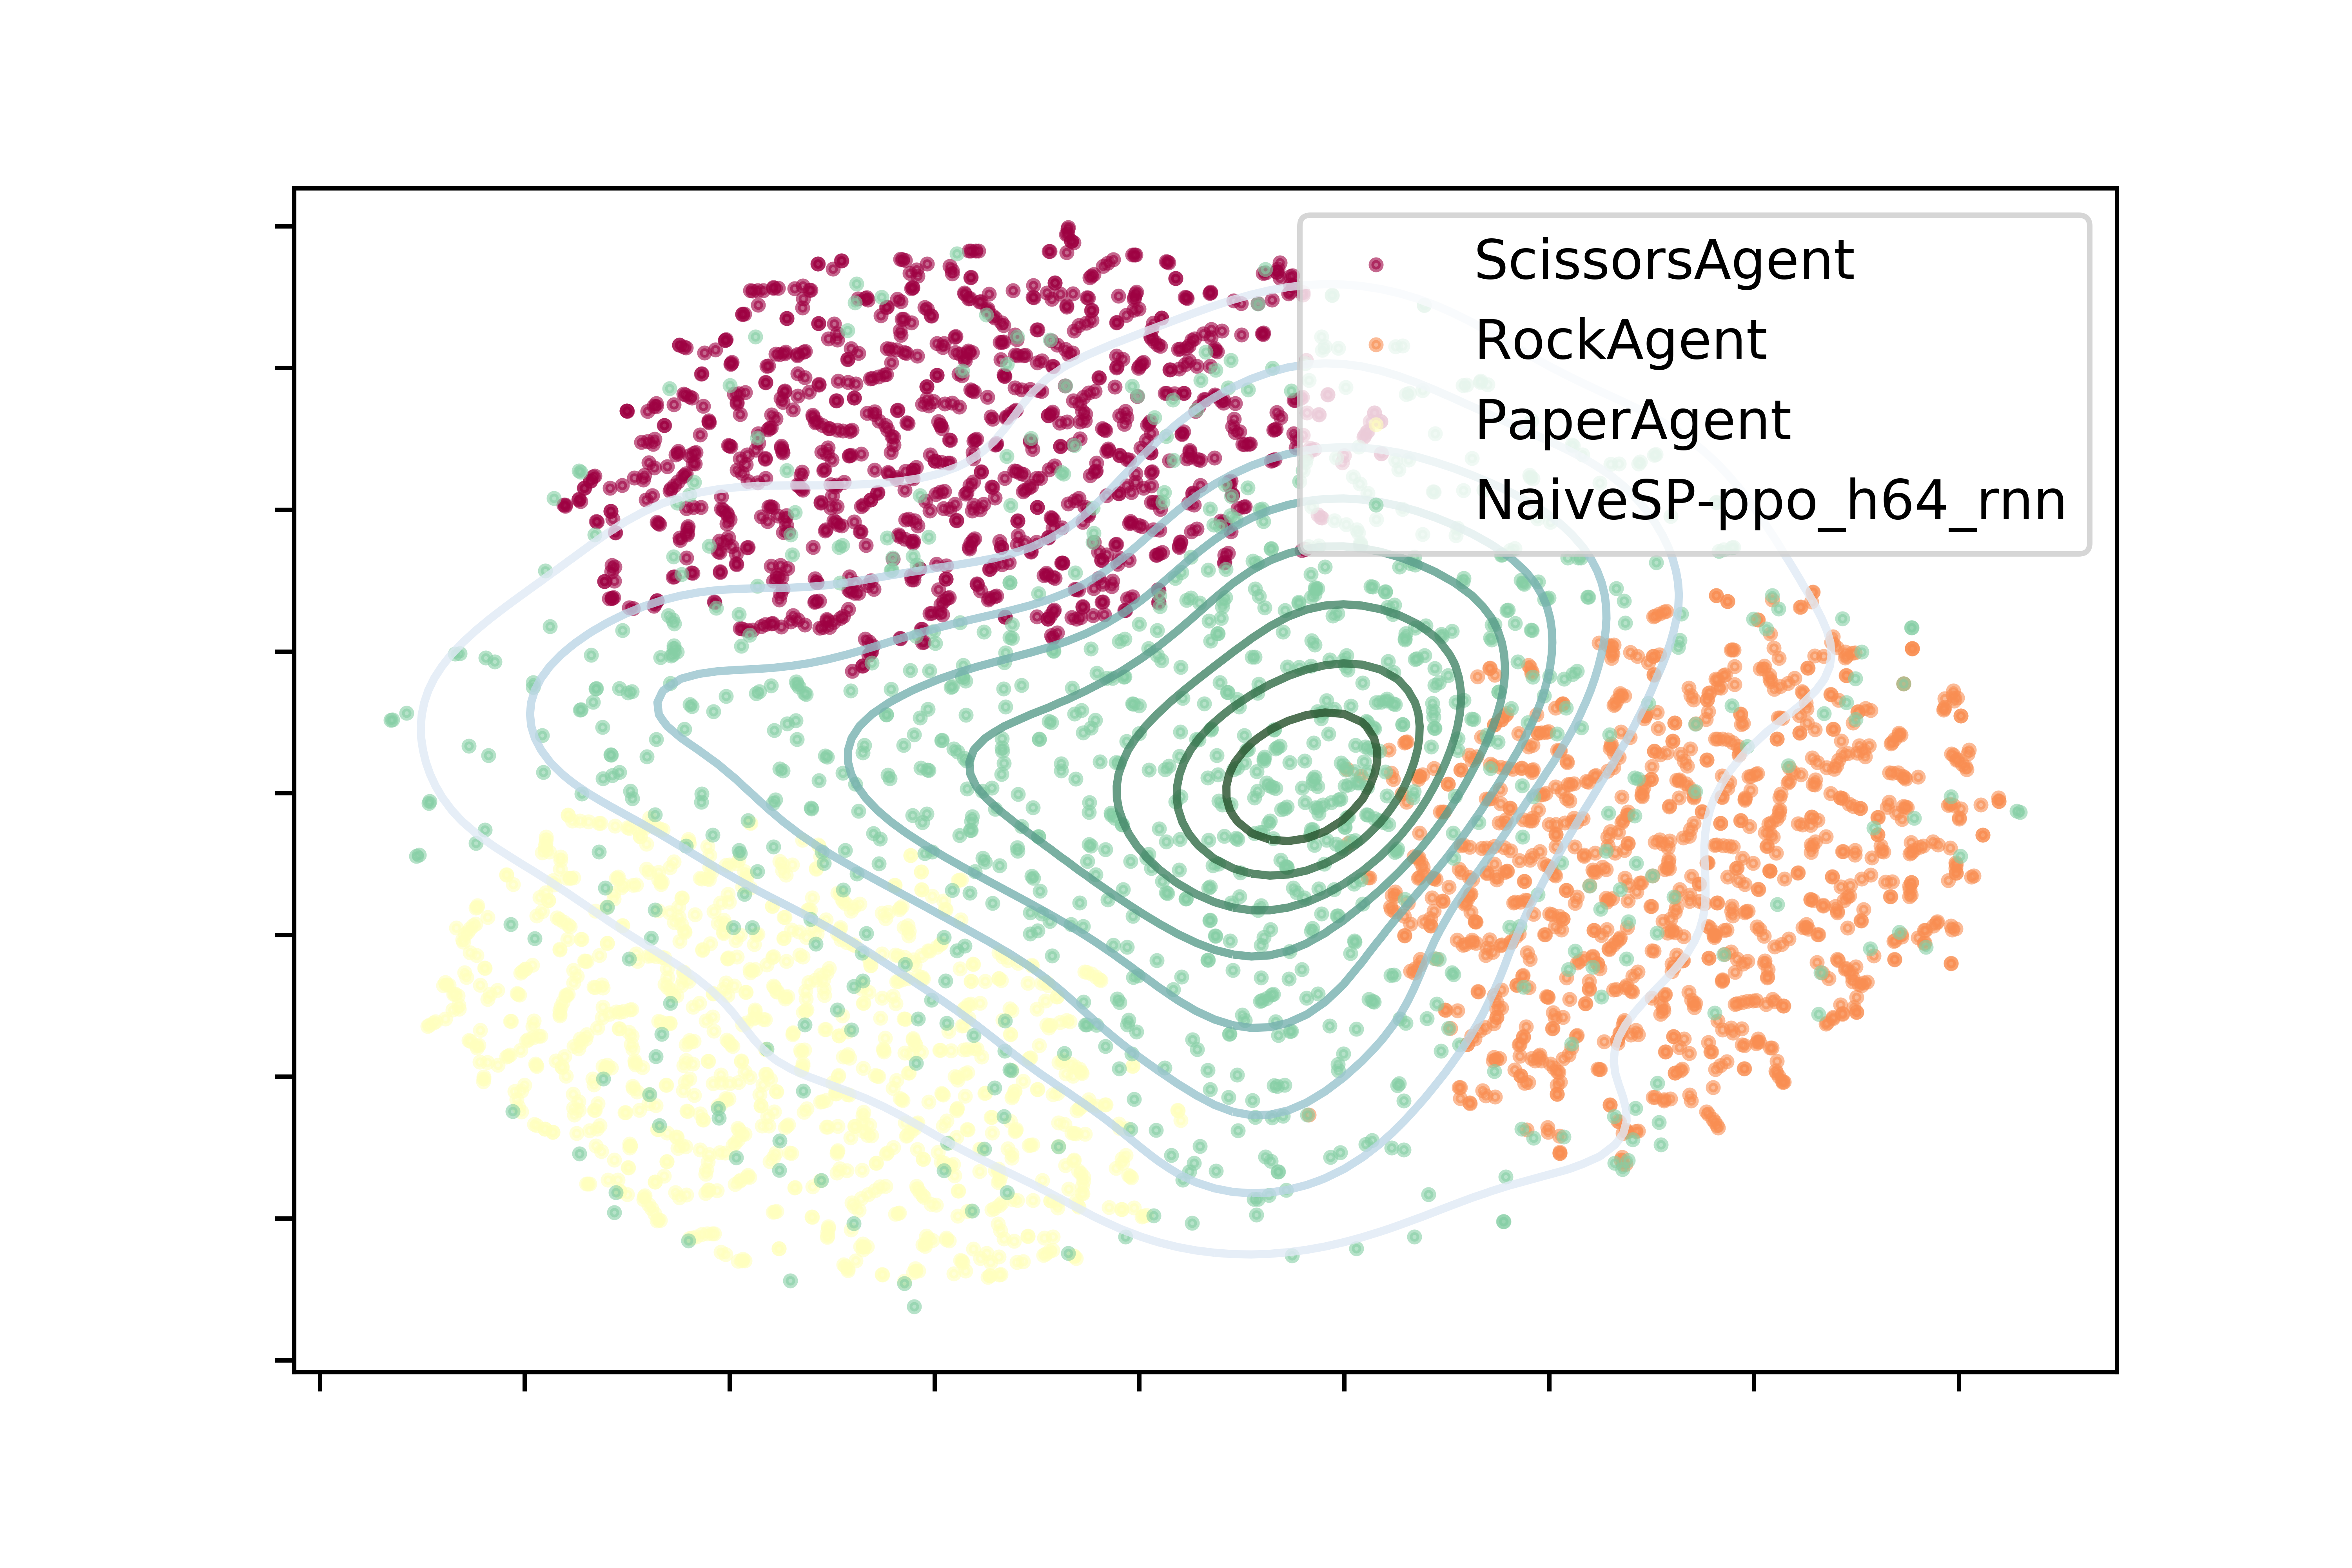 ScissorsAgent
RockAgent
PaperAgent
NaiveSP-ppo_h64_rnn